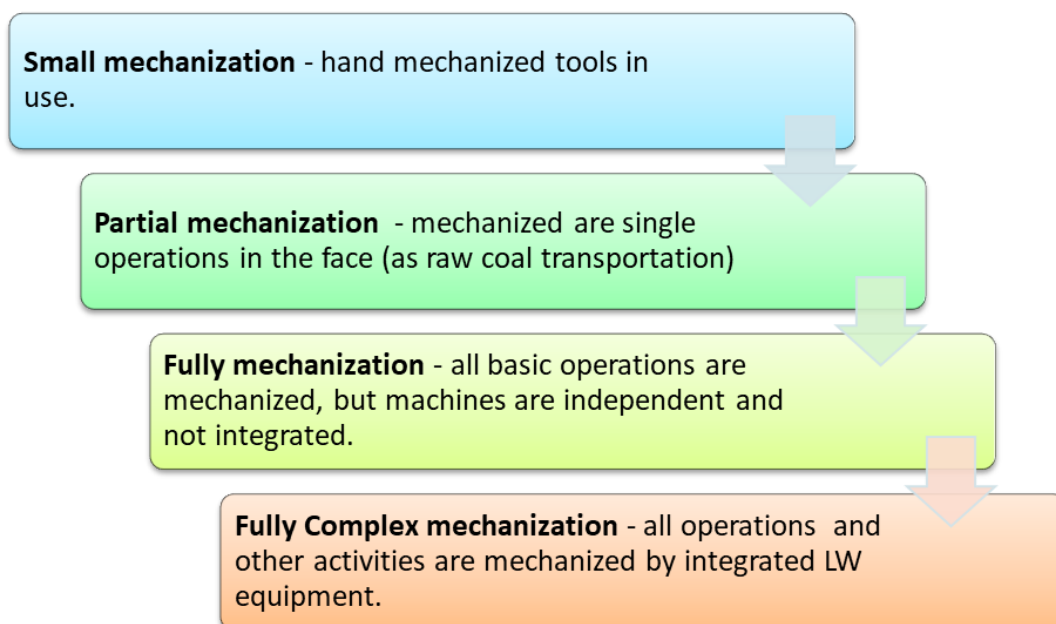 Small mechanization - hand mechanized tools in
use.
Partial mechanization - mechanized are single
operations in the face (as raw coal transportation)
Fully mechanization - all basic operations are
mechanized, but machines are independent and
not integrated.
Fully Complex mechanization - all operations and
other activities are mechanized by integrated LW
equipment.